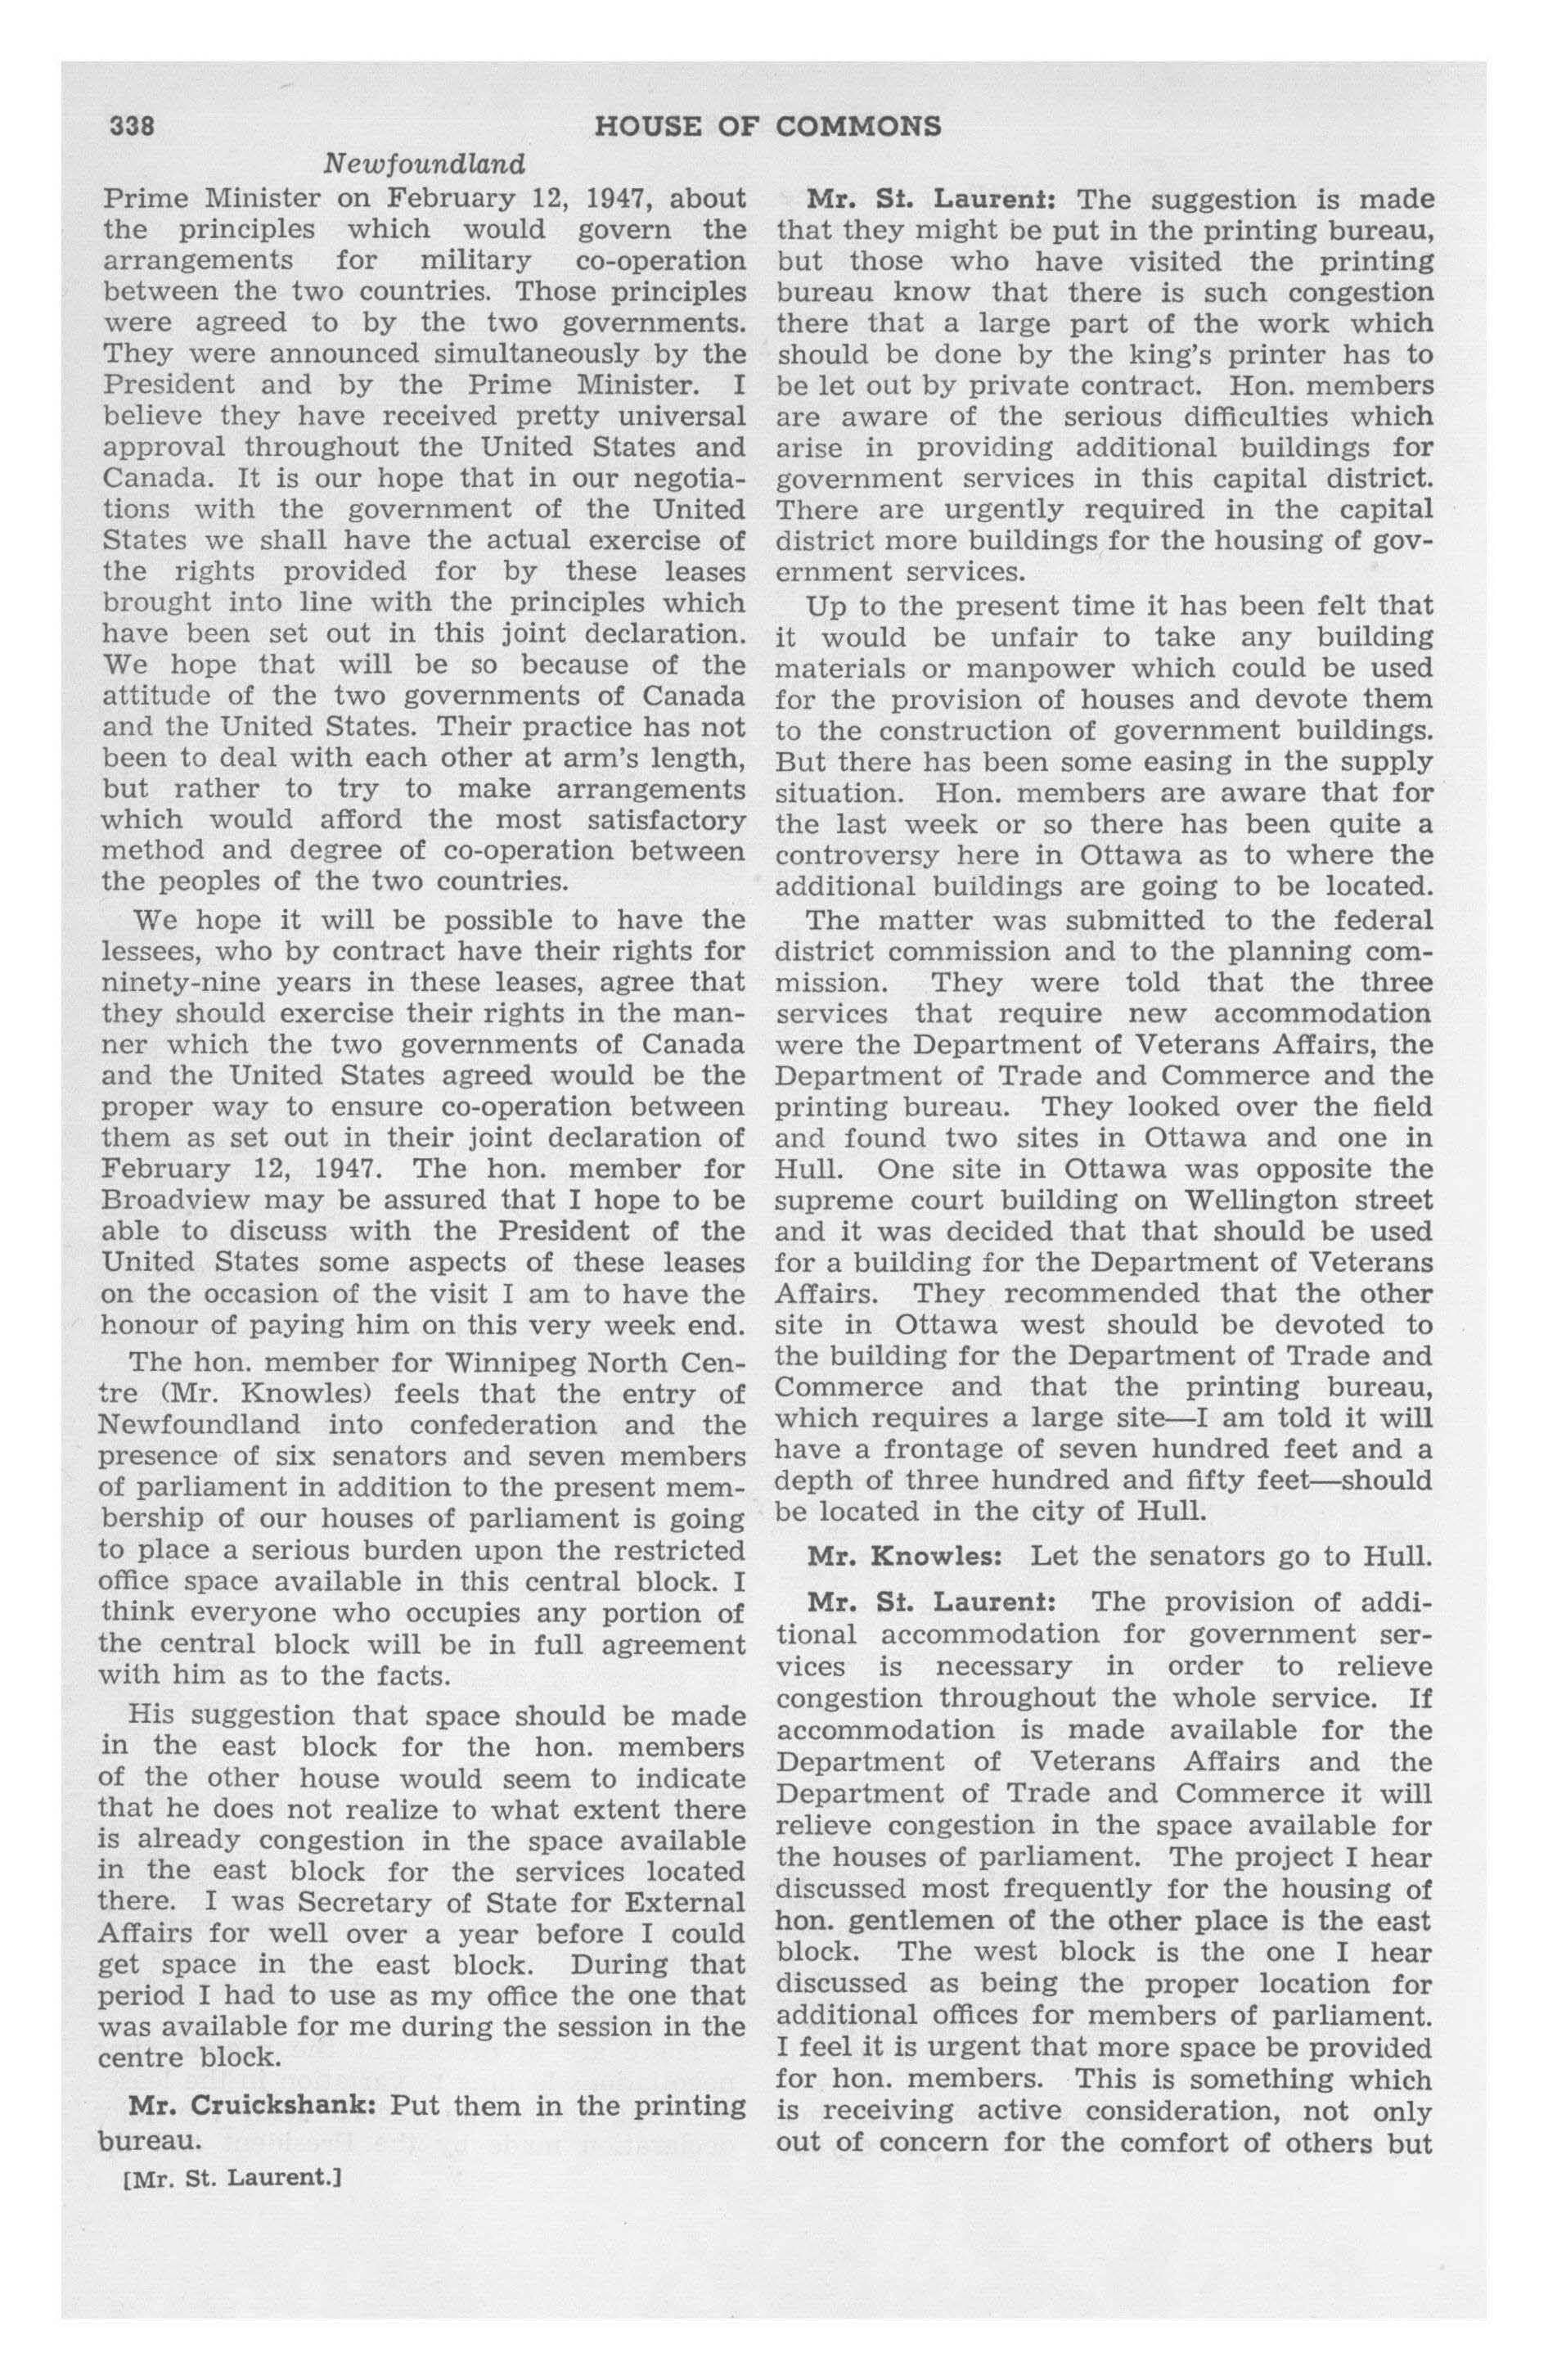 338
HOUSE OF COMMONS
Newfoundland
Prime Minister on February 12, 1947, about
the principles which would govern the
arrangements for military co-operation
between the two countries. Those principles
were agreed to by the two governments.
They were announced simultaneously by the
President and by the Prime Minister. I
believe they have received pretty universal
approval throughout the United States and
Canada. It is our hope that in our negotia-
tions with the government of the United
States we shall have the actual exercise of
the rights provided for by these leases
brought into line with the principles which
have been set out in this joint declaration.
We hope that will be so because of the
attitude of the two governments of Canada
and the United States. Their practice has not
been to deal with each other at arm's length,
but rather to try to make arrangements
which would afford the most satisfactory
method and degree of co-operation between
the peoples of the two countries.
We hope it will be possible to have the
lessees, who by contract have their rights for
ninety-nine years in these leases, agree that
they should exercise their rights in the man-
ner which the two governments of Canada
and the United States agreed would be the
proper way to ensure co-operation between
them as set out in their joint declaration of
February 12, 1947. The hon. member for
Broadview may be assured that I hope to be
able to discuss with the President of the
United States some aspects of these leases
on the occasion of the visit I am to have the
honour of paying him on this very week end.
The hon. member for Winnipeg North Cen-
tre (Mr. Knowles) feels that the entry of
Newfoundland into confederation and the
presence of six senators and seven members
of parliament in addition to the present mem-
bership of our houses of parliament is going
to place a serious burden upon the restricted
office space available in this central block. I
think everyone who occupies any portion of
the central block will be in full agreement
with him as to the facts.
His suggestion that space should be made
in the east block for the hon. members
of the other house would seem to indicate
that he does not realize to what extent there
is already congestion in the space available
in the east block for the services located
there. I was Secretary of State for External
Affairs for well over a year before I could
get space in the east block. During that
period I had to use as my office the one that
was available for me during the session in the
centre block.
Mr. Cruickshank: Put them in the printing
bureau.
[Mr. St. Laurent.]
Mr. St. Laurent: The suggestion is made
that they might be put in the printing bureau,
but those who have visited the printing
bureau know that there is such congestion
there that a large part of the work which
should be done by the king's printer has to
be let out by private contract. Hon. members
are aware of the serious difficulties which
arise in providing additional buildings for
government services in this capital district.
There are urgently required in the capital
district more buildings for the housing of gov-
ernment services.
Up to the present time it has been felt that
it would be unfair to take any building
materials or manpower which could be used
for the provision of houses and devote them
to the construction of government buildings.
But there has been some easing in the supply
situation. Hon. members are aware that for
the last week or so there has been quite a
controversy here in Ottawa as to where the
additional buildings are going to be located.
The matter was submitted to the federal
district commission and to the planning com-
mission. They were told that the three
services that require new accommodation
were the Department of Veterans Affairs, the
Department of Trade and Commerce and the
printing bureau. They looked over the field
and found two sites in Ottawa and one in
Hull. One site in Ottawa was opposite the
supreme court building on Wellington street
and it was decided that that should be used
for a building for the Department of Veterans
Affairs. They recommended that the other
site in Ottawa west should be devoted to
the building for the Department of Trade and
Commerce and that the printing bureau,
which requires a large site—I am told it will
have a frontage of seven hundred feet and a
depth of three hundred and fifty feet—should
be located in the city of Hull.
Mr. Knowles: Let the senators go to Hull.
Mr. St. Laurent: The provision of addi-
tional accommodation for government ser-
vices is necessary in order to relieve
congestion throughout the whole service. If
accommodation is made available for the
Department of Veterans Affairs and the
Department of Trade and Commerce it will
relieve congestion in the space available for
the houses of parliament. The project I hear
discussed most frequently for the housing of
hon. gentlemen of the other place is the east
block. The west block is the one I hear
discussed as being the proper location for
additional offices for members of parliament.
I feel it is urgent that more space be provided
for hon. members. This is something which
is receiving active consideration, not only
out of concern for the comfort of others but